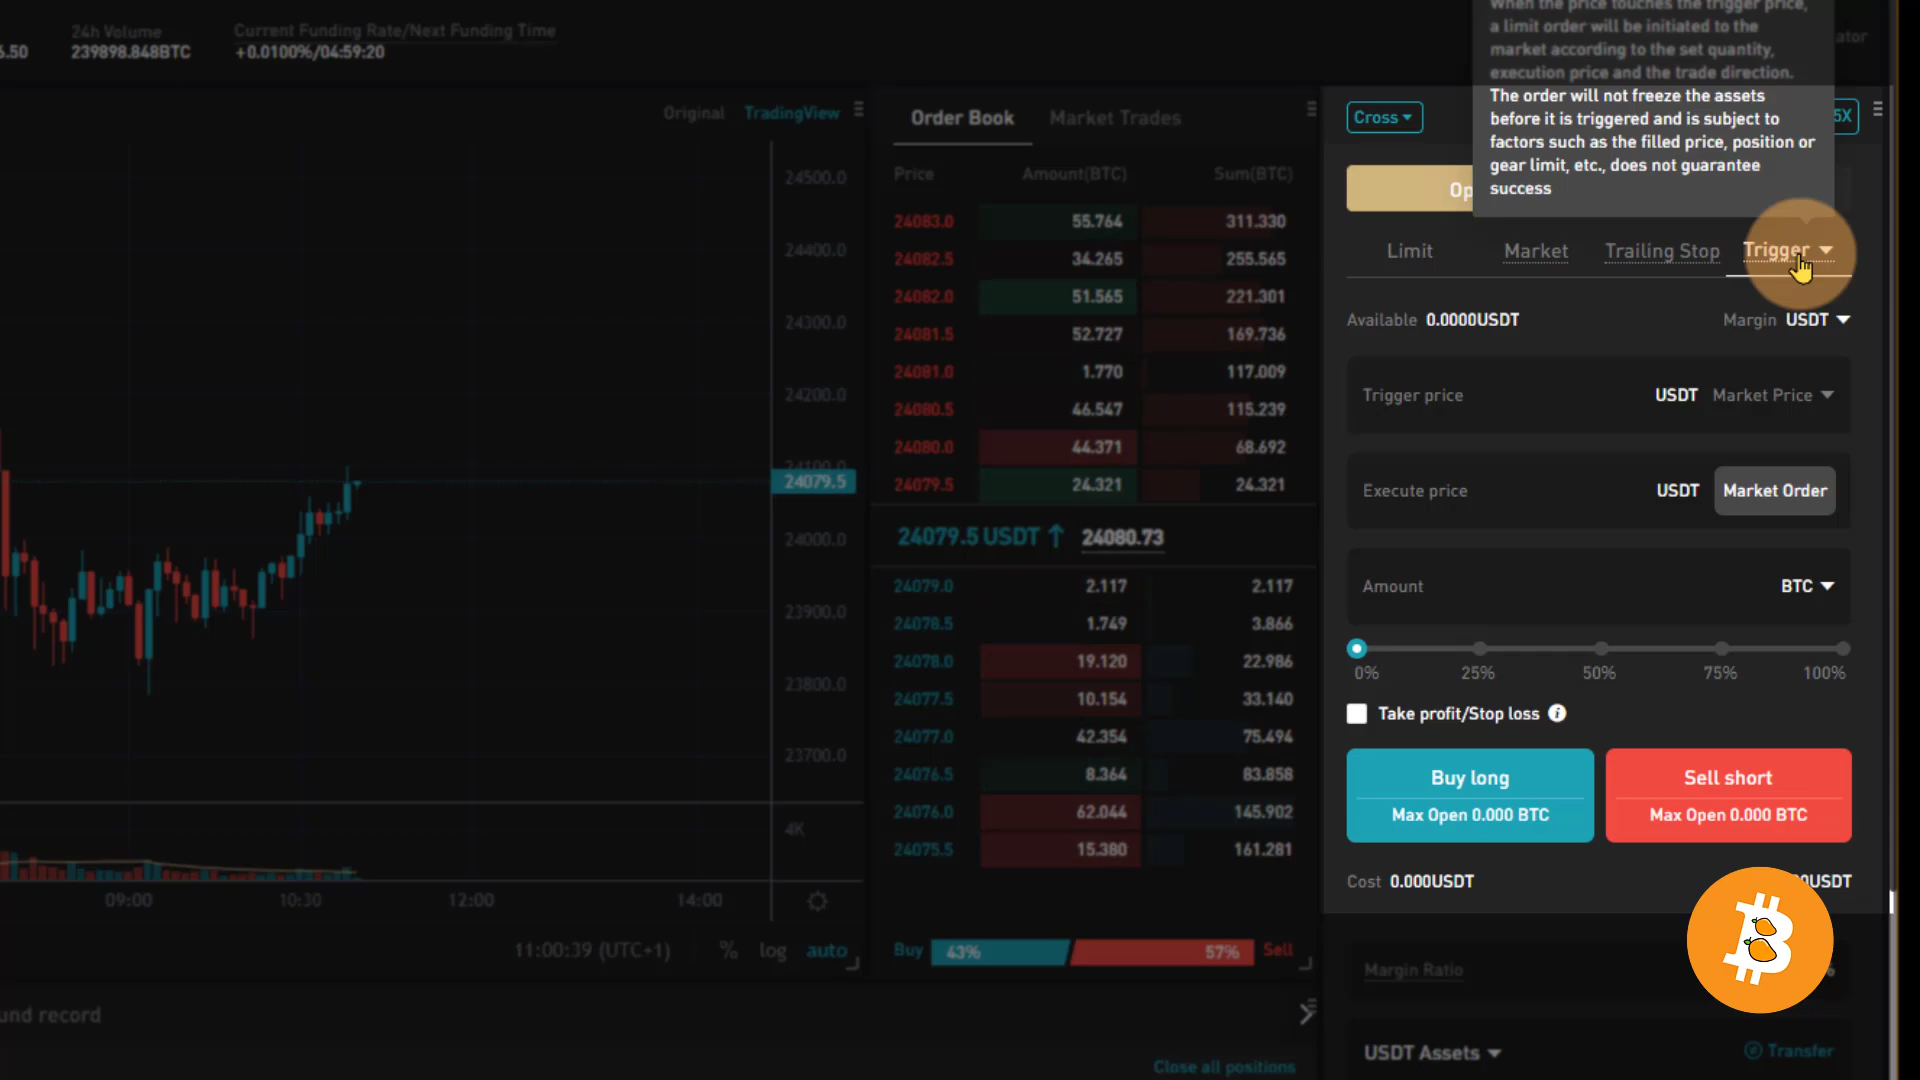 24h Volume
239898.848BTC
Current Funding Rate/Next Funding Time
+0.0100%/04:59:20
When the price touches the trigger price,
a limit order will be initiated to the
market according to the set quantity,
execution price and the trade direction.
The order will not freeze the assets
before it is triggered and is subject to
factors such as the filled price, position or
gear limit, etc., does not guarantee
success
Original
TradingView
24500.0
24400.0
24300.0
24200.0
24100.0
24079.5
24000.0
23900.0
23800.0
23700.0
4K
09:00
10:30
12:00
14:00
11:00:39 (UTC+1)
%
log
auto
Order Book
Market Trades
Price Amount(BTC) Sum(BTC)
24083.0 55.764 311.330
24082.5 34.265 255.565
24082.0 51.565 221.301
24081.5 52.727 169.736
24081.0 1.770 117.009
24080.5 46.547 115.239
24080.0 44.371 68.692
24079.5 24.321 24.321
24079.5 USDT ↑ 24080.73
24079.0 2.117 2.117
24078.5 1.749 3.866
24078.0 19.120 22.986
24077.5 10.154 33.140
24077.0 42.354 75.494
24076.5 8.364 83.858
24076.0 62.044 145.902
24075.5 15.380 161.281
Buy 43% 57% Sell
Cross
5X
Op
Limit
Market
Trailing Stop
Trigger
Available 0.0000USDT
Margin USDT
Trigger price USDT Market Price
Execute price USDT Market Order
Amount BTC
0% 25% 50% 75% 100%
Take profit/Stop loss
Buy long
Max Open 0.000 BTC
Sell short
Max Open 0.000 BTC
Cost 0.000USDT
USDT
Margin Ratio
USDT Assets
Transfer
record
Close all positions